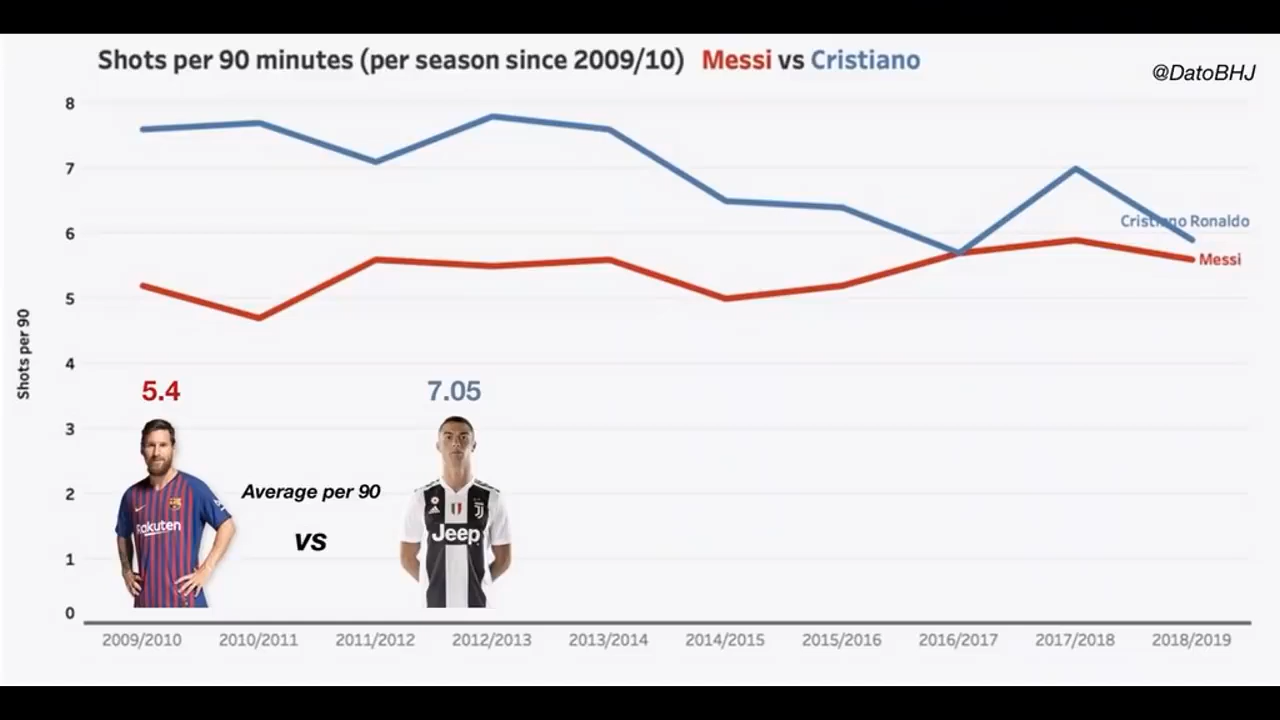 Shots per 90 minutes (per season since 2009/10) Messi vs Cristiano
@DatoBHJ
8
7
6
5
4
3
2
1
0
Shots per 90
Cristiano Ronaldo
Messi
5.4
7.05
Average per 90
vs
Rakuten
Jeep
2009/2010 2010/2011 2011/2012 2012/2013 2013/2014 2014/2015 2015/2016 2016/2017 2017/2018 2018/2019